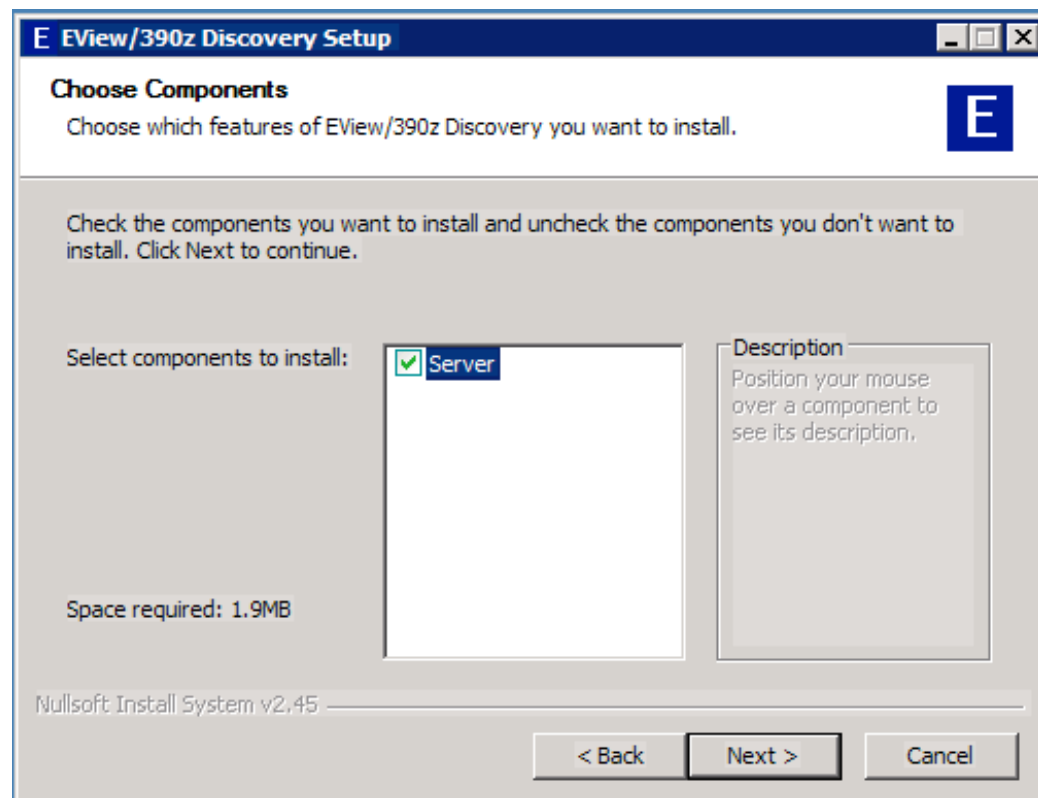 E EView/390z Discovery Setup
Choose Components
Choose which features of EView/390z Discovery you want to install.
E
Check the components you want to install and uncheck the components you don't want to
install. Click Next to continue.
Select components to install:
Server
Description
Position your mouse
over a component to
see its description.
Space required: 1.9MB
Nullsoft Install System v2.45
< Back
Next >
Cancel